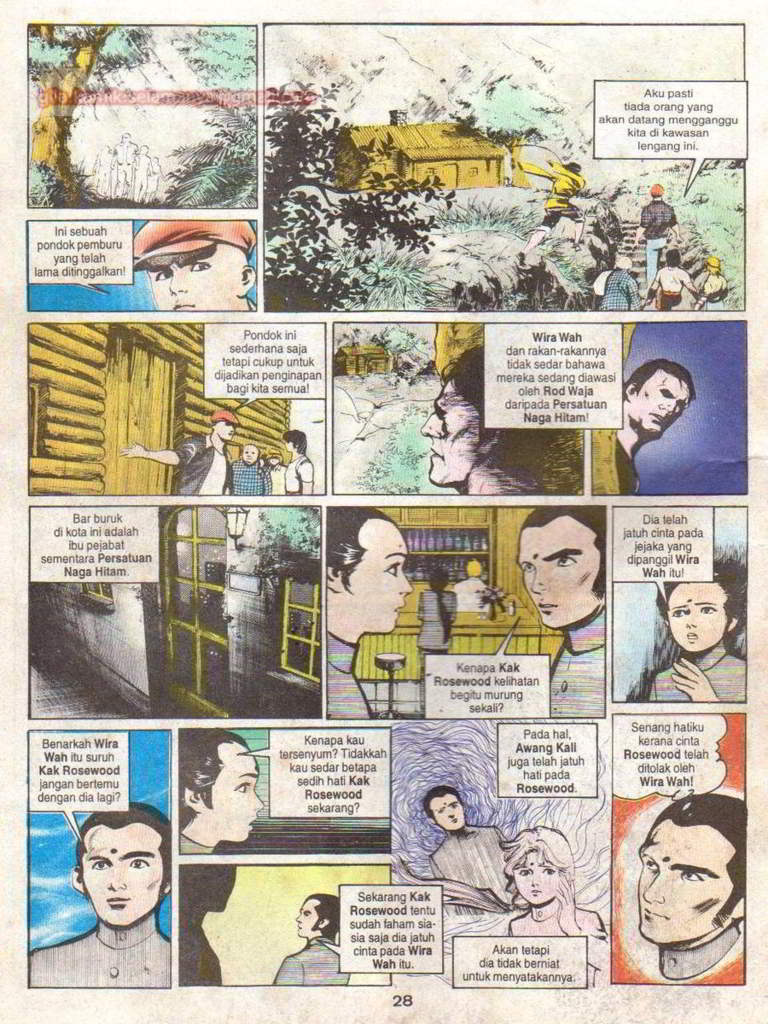 Aku pasti
tiada orang yang
akan datang mengganggu
kita di kawasan
lengang ini.
Ini sebuah
pondok pemburu
yang telah
lama ditinggalkan!
Pondok ini
sederhana saja
tetapi cukup untuk
dijadikan penginapan
bagi kita semua!
Wira Wah
dan rakan-rakannya
tidak sedar bahawa
mereka sedang diawasi
oleh Rod Waja
daripada Persatuan
Naga Hitam!
Bar buruk
di kota ini adalah
ibu pejabat
sementara Persatuan
Naga Hitam.
Kenapa Kak
Rosewood kelihatan
begitu murung
sekali?
Dia telah
jatuh cinta pada
jejaka yang
dipanggil Wira
Wah itu!
Benarkah Wira
Wah itu suruh
Kak Rosewood
jangan bertemu
dengan dia lagi?
Kenapa kau
tersenyum? Tidakkah
kau sedar betapa
sedih hati Kak
Rosewood
sekarang?
Sekarang Kak
Rosewood tentu
sudah faham sia-
sia saja dia jatuh
cinta pada Wira
Wah itu.
Pada hal,
Awang Kali
juga telah jatuh
hati pada
Rosewood.
Akan tetapi
dia tidak berniat
untuk menyatakannya.
Senang hatiku
kerana cinta
Rosewood telah
ditolak oleh
Wira Wah!
28